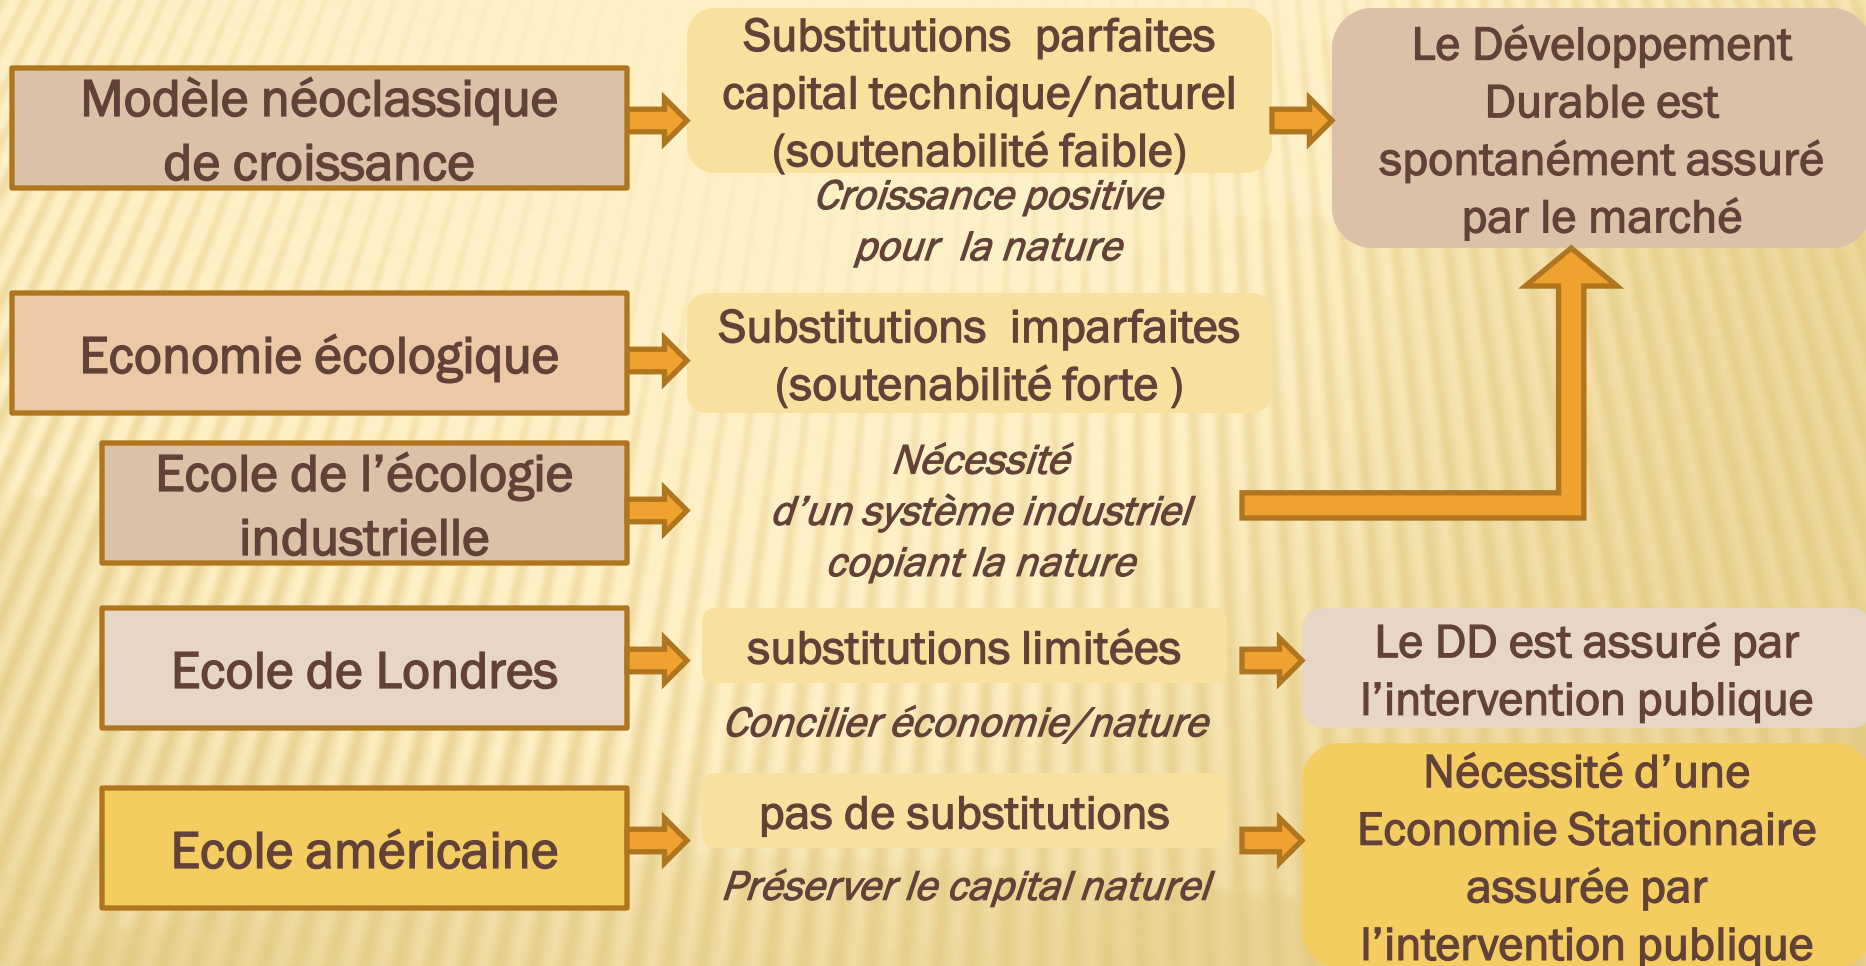 Modèle néoclassique
de croissance
Substitutions parfaites
capital technique/naturel
(soutenabilité faible)
Croissance positive
pour la nature
Le Développement
Durable est
spontanément assuré
par le marché
Economie écologique
Substitutions imparfaites
(soutenabilité forte )
Ecole de l’écologie
industrielle
Nécessité
d’un système industriel
copiant la nature
Ecole de Londres
substitutions limitées
Concilier économie/nature
Le DD est assuré par
l’intervention publique
Ecole américaine
pas de substitutions
Préserver le capital naturel
Nécessité d’une
Economie Stationnaire
assurée par
l’intervention publique